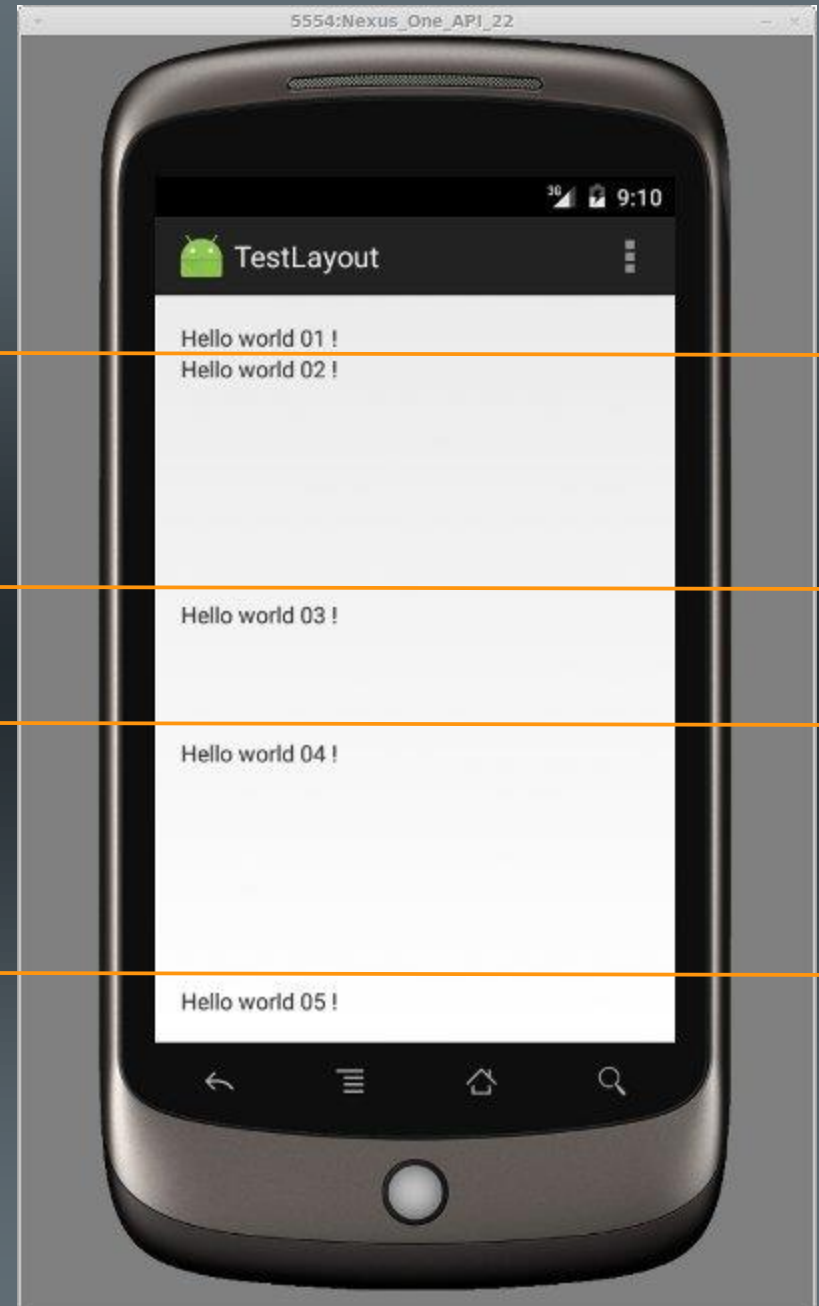 5554:Nexus_One_API_22
3G 9:10
TestLayout
Hello world 01 !
Hello world 02 !
Hello world 03 !
Hello world 04 !
Hello world 05 !